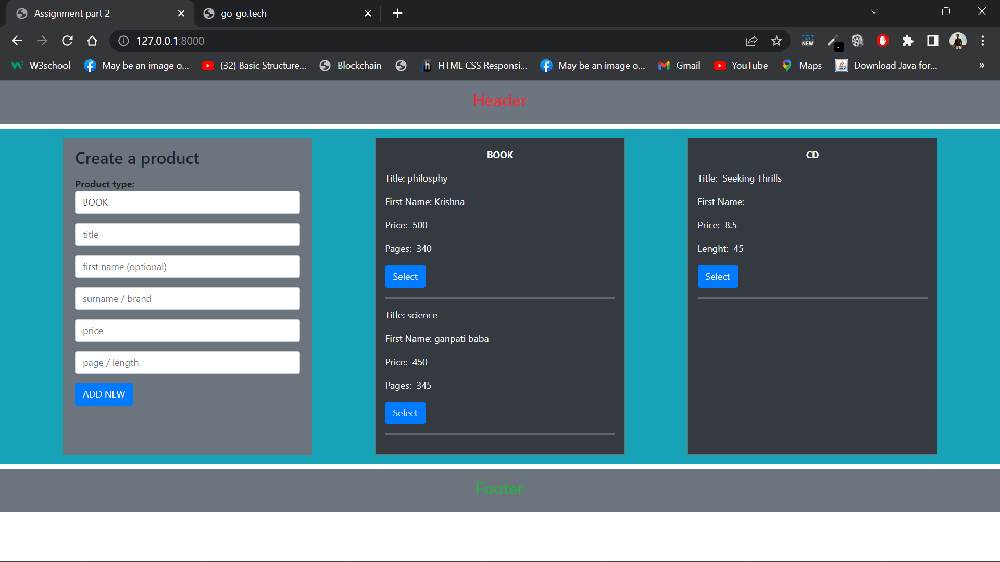 Assignment part 2
go-go.tech
127.0.0.1:8000
NEW
W3school
May be an image o...
(32) Basic Structure...
Blockchain
HTML CSS Responsi...
May be an image o...
Gmail
YouTube
Maps
Download Java for...
»
Header
Create a product
Product type:
BOOK
title
first name (optional)
surname / brand
price
page / length
ADD NEW
BOOK
Title: philosphy
First Name: Krishna
Price: 500
Pages: 340
Select
Title: science
First Name: ganpati baba
Price: 450
Pages: 345
Select
CD
Title: Seeking Thrills
First Name:
Price: 8.5
Lenght: 45
Select
Footer